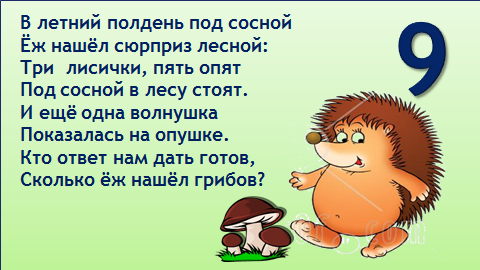 В летний полдень под сосной
Ёж нашёл сюрприз лесной:
Три лисички, пять опят
Под сосной в лесу стоят.
И ещё одна волнушка
Показалась на опушке.
Кто ответ нам дать готов,
Сколько ёж нашёл грибов?
9